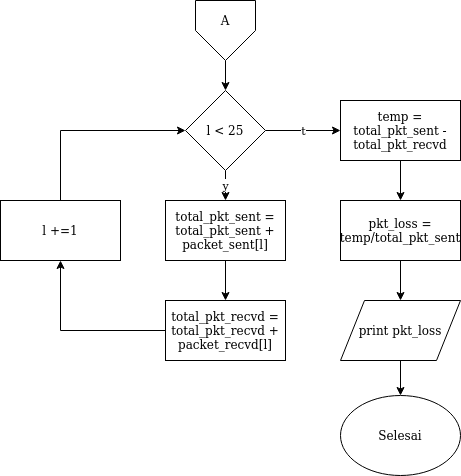 A
l < 25
t
temp =
total_pkt_sent -
total_pkt_recvd
y
l +=1
total_pkt_sent =
total_pkt_sent +
packet_sent[l]
pkt_loss =
temp/total_pkt_sent
total_pkt_recvd =
total_pkt_recvd +
packet_recvd[l]
print pkt_loss
Selesai